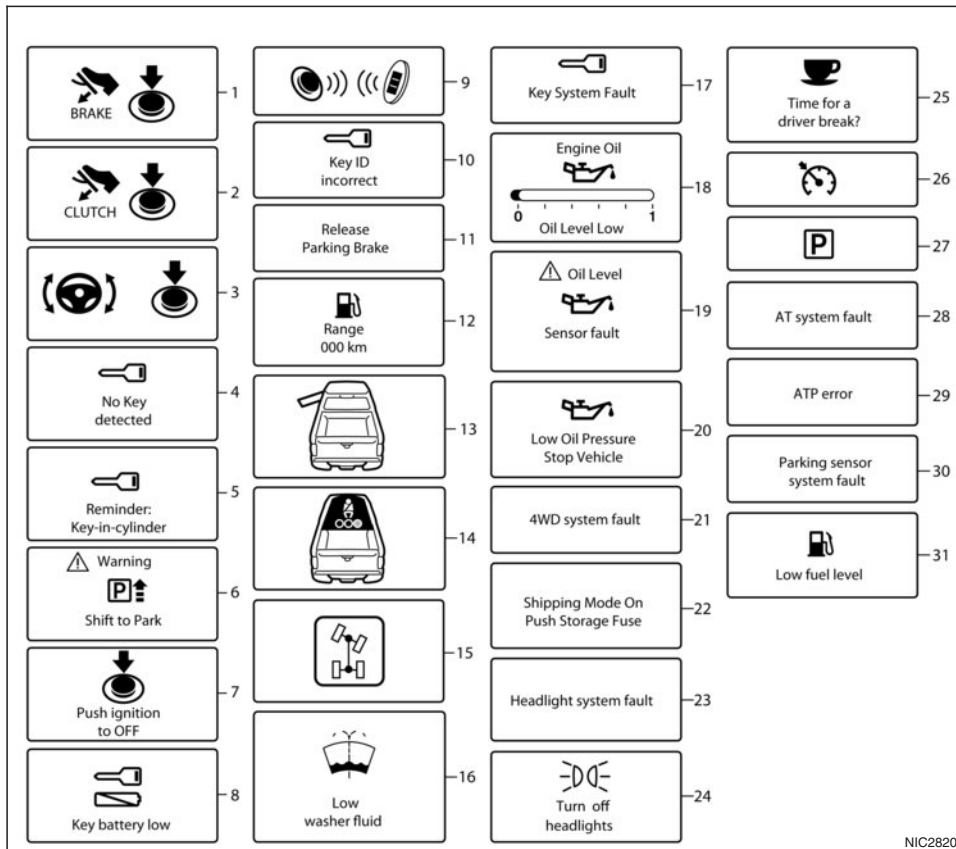 BRAKE
1
CLUTCH
2
3
No Key
detected
4
Reminder:
Key-in-cylinder
5
Warning
P
Shift to Park
6
Push ignition
to OFF
7
Key battery low
8
9
Key ID
incorrect
10
Release
Parking Brake
11
Range
000 km
12
13
14
15
Low
washer fluid
16
Key System Fault
17
Engine Oil
0 1
Oil Level Low
18
Oil Level
Sensor fault
19
Low Oil Pressure
Stop Vehicle
20
4WD system fault
21
Shipping Mode On
Push Storage Fuse
22
Headlight system fault
23
Turn off
headlights
24
Time for a
driver break?
25
26
P
27
AT system fault
28
ATP error
29
Parking sensor
system fault
30
Low fuel level
31
NIC2820